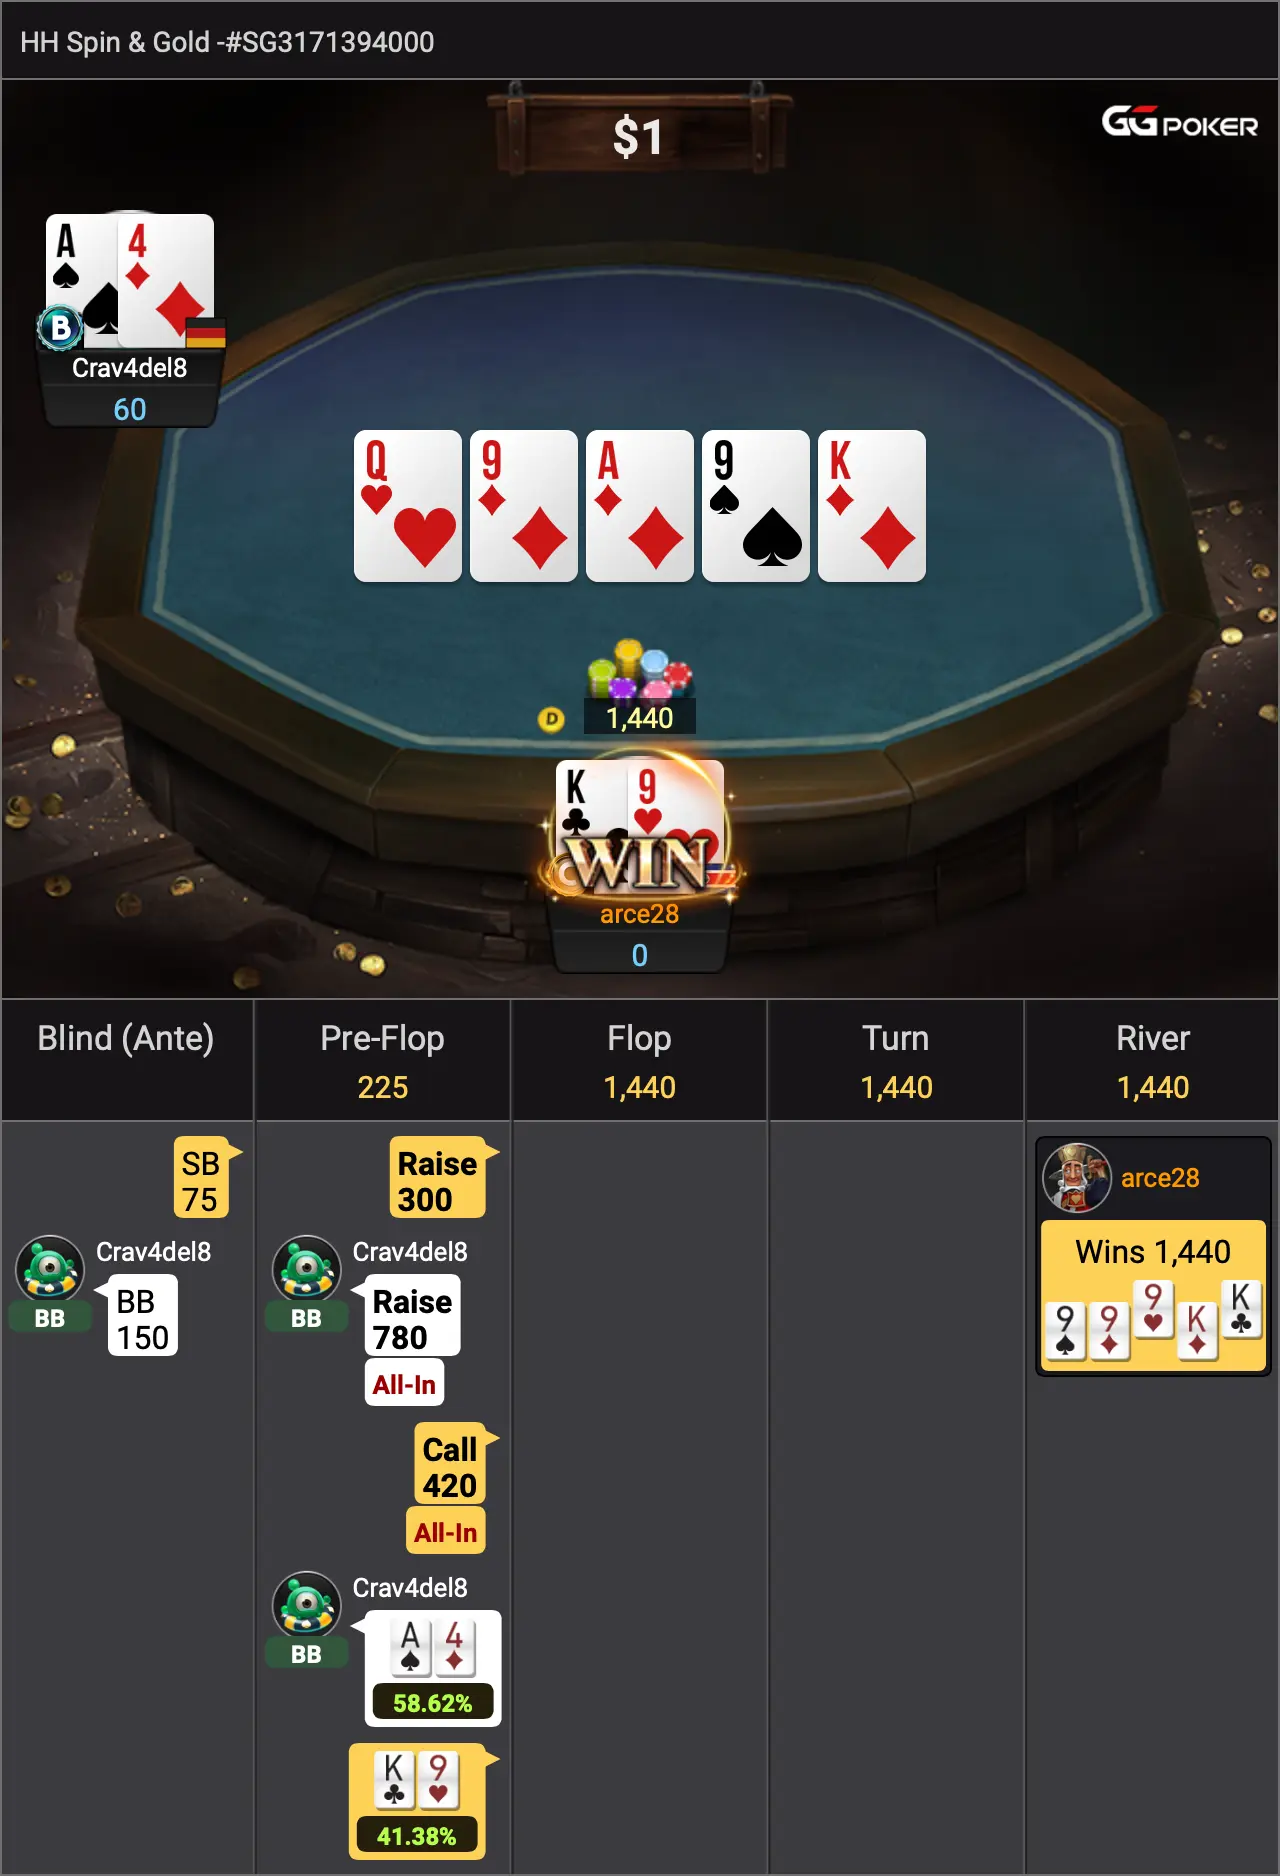 HH Spin & Gold -#SG3171394000
$1
GGPOKER
A 4
B
Crav4del8
60
Q 9 A 9 K
D
1,440
K 9
WIN
arce28
0
Blind (Ante) Pre-Flop Flop Turn River
225 1,440 1,440 1,440
SB
75
Crav4del8
BB
BB
150
Raise
300
Crav4del8
BB
Raise
780
All-In
Call
420
All-In
Crav4del8
BB
A 4
58.62%
K 9
41.38%
arce28
Wins 1,440
9 9 9 K K